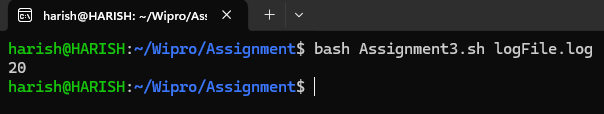 harish@HARISH: ~/Wipro/Ass
harish@HARISH:~/Wipro/Assignment$ bash Assignment3.sh logFile.log
20
harish@HARISH:~/Wipro/Assignment$